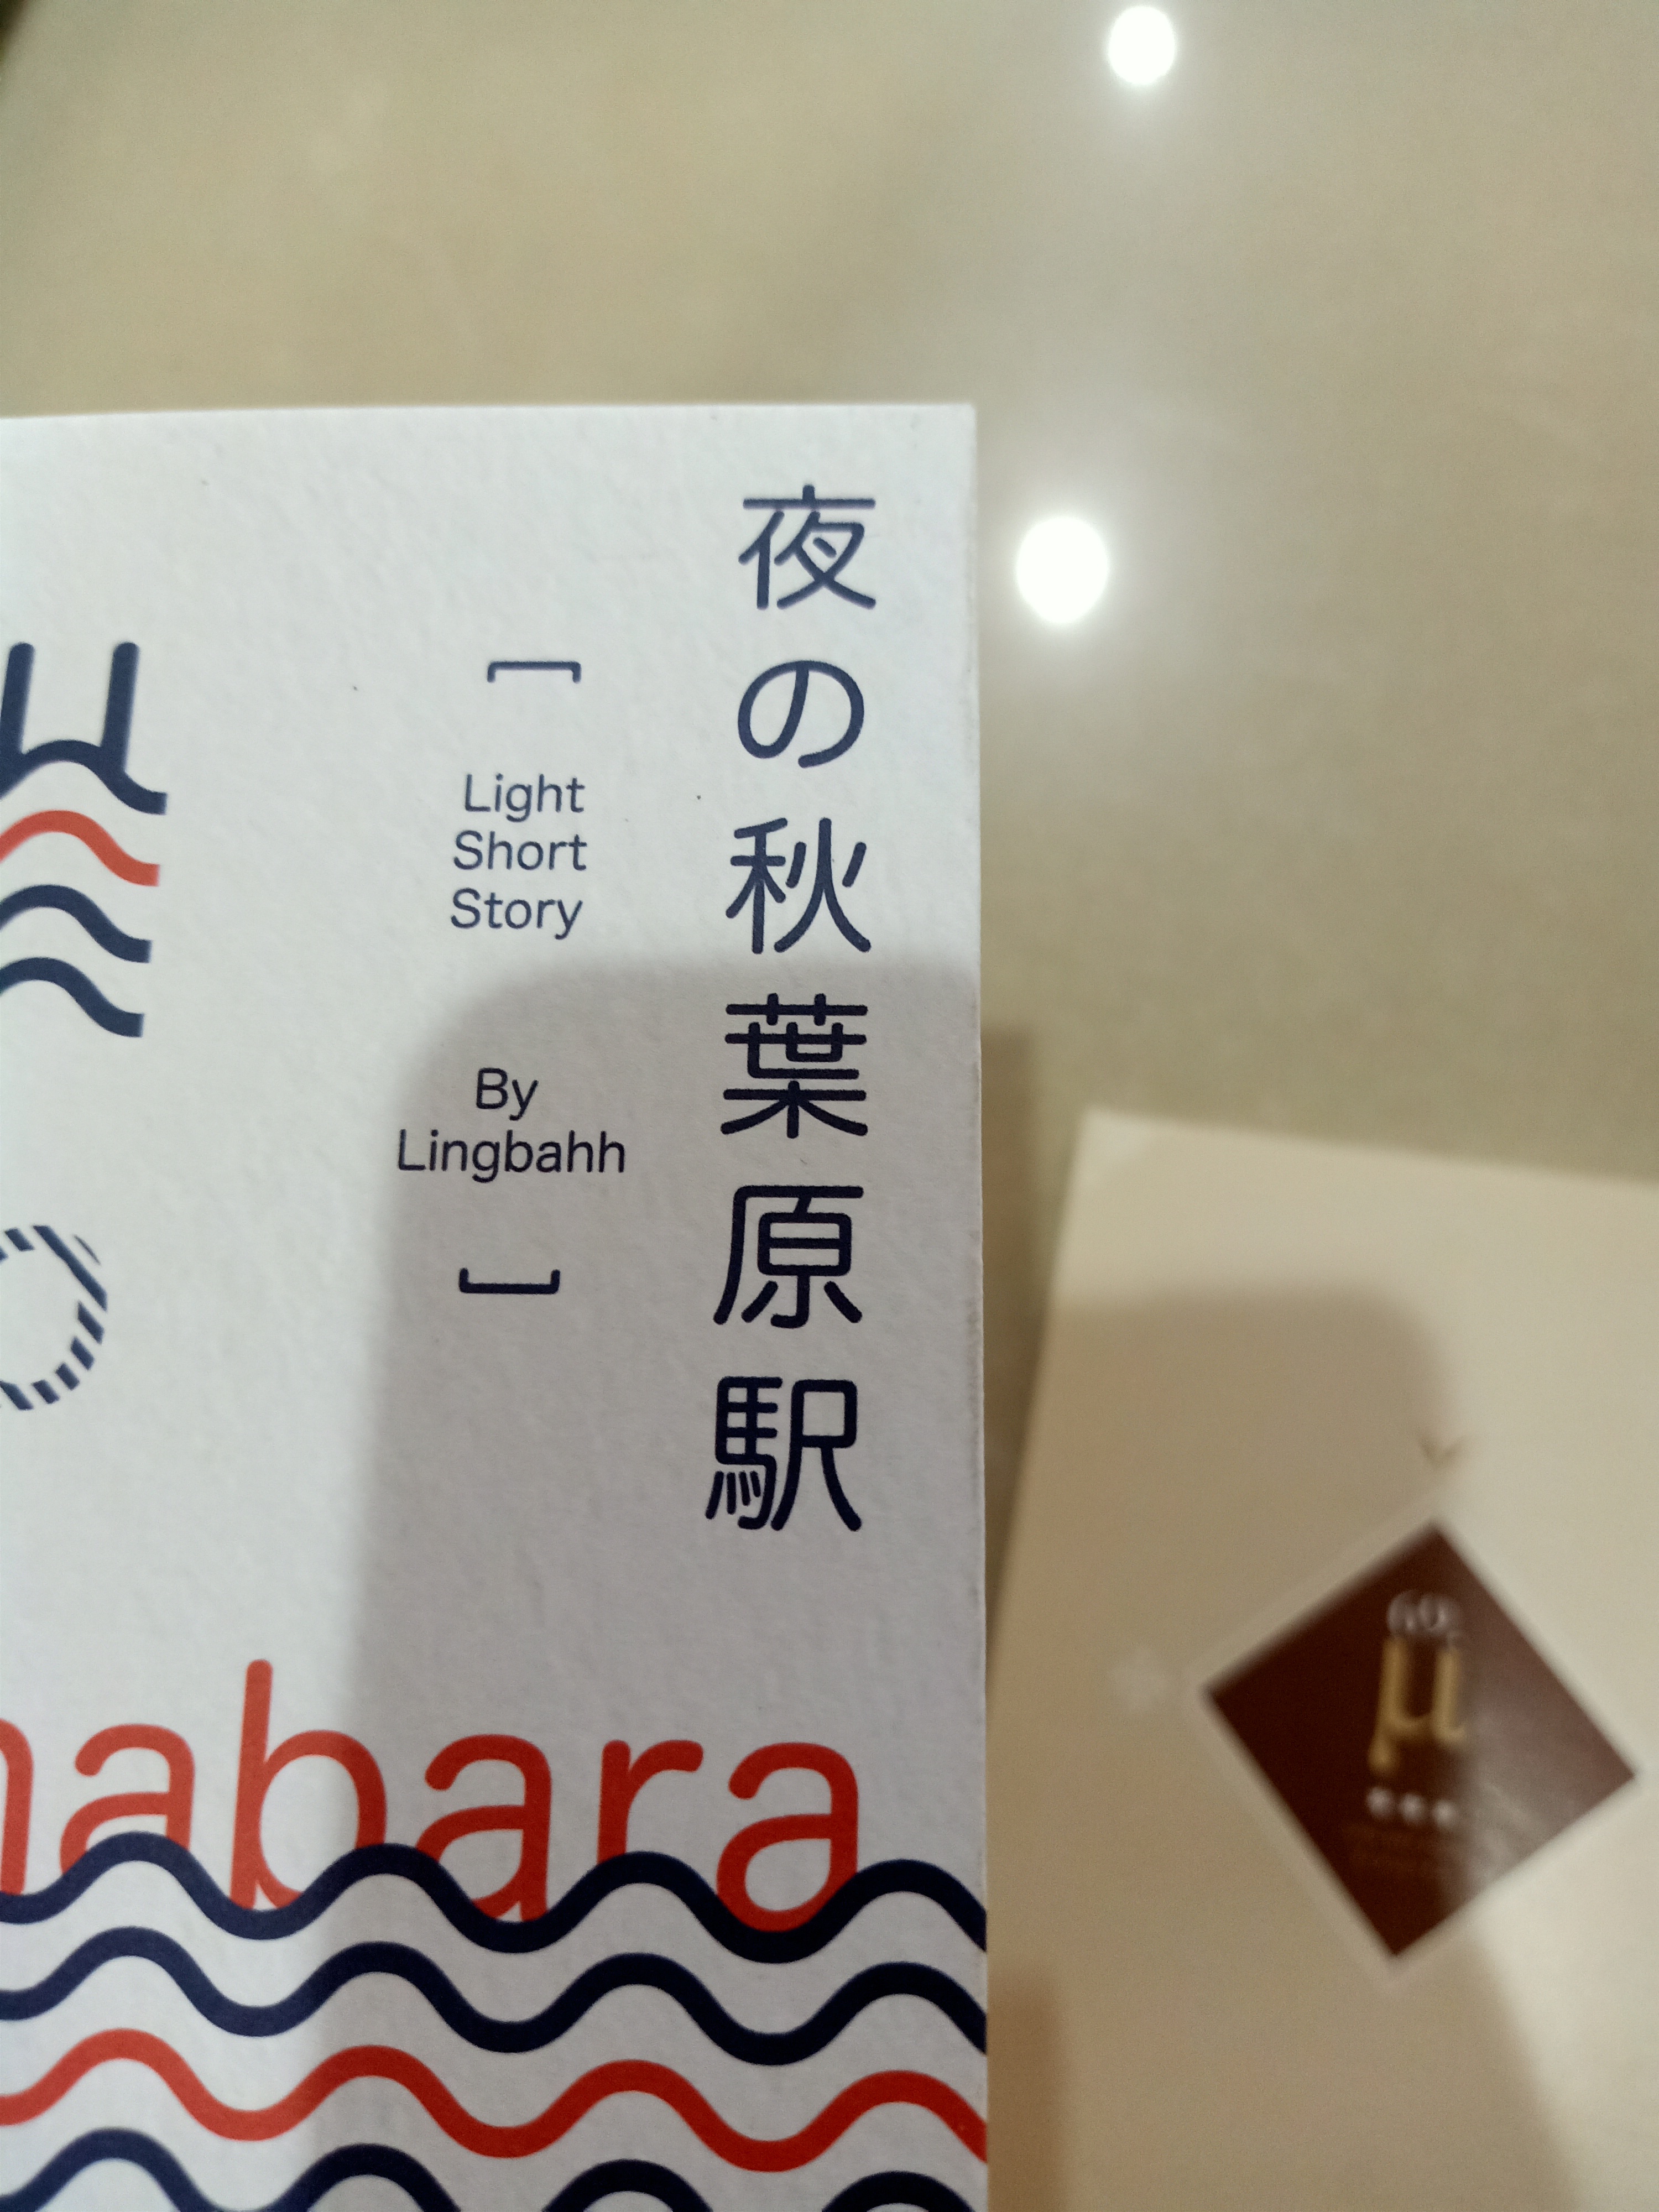 夜の秋葉原駅
Light
Short
Story
By
Lingbahh
habara
μ